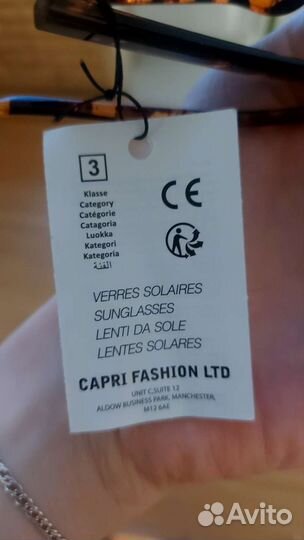 3
Klasse
Category
Catégorie
Catagoria
Luokka
Kategori
Kategoria
الفئة
CE
VERRES SOLAIRES
SUNGLASSES
LENTI DA SOLE
LENTES SOLARES
CAPRI FASHION LTD
UNIT C,SUITE 12
ALDOW BUSINESS PARK, MANCHESTER,
M12 6AE
Avito